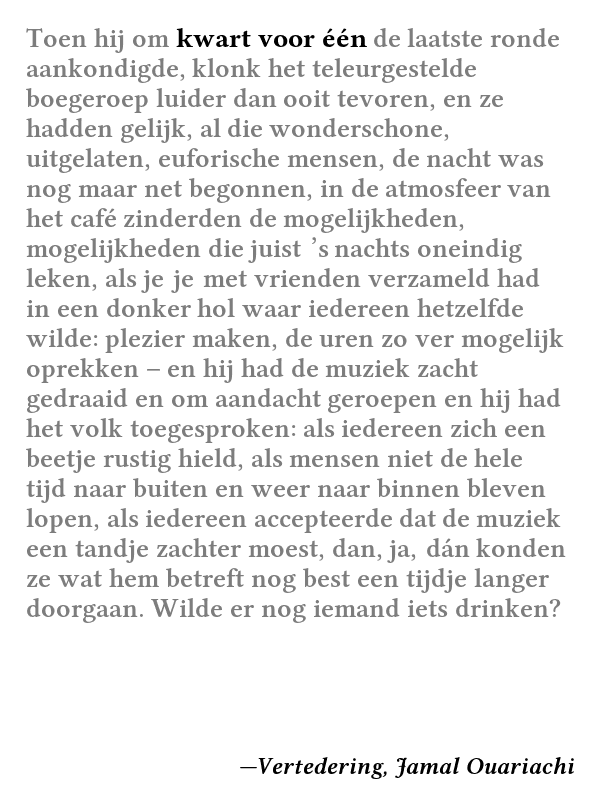 Toen hij om kwart voor één de laatste ronde
aankondigde, klonk het teleurgestelde
boegeroep luider dan ooit tevoren, en ze
hadden gelijk, al die wonderschone,
uitgelaten, euforische mensen, de nacht was
nog maar net begonnen, in de atmosfeer van
het café zinderden de mogelijkheden,
mogelijkheden die juist ’s nachts oneindig
leken, als je je met vrienden verzameld had
in een donker hol waar iedereen hetzelfde
wilde: plezier maken, de uren zo ver mogelijk
oprekken – en hij had de muziek zacht
gedraaid en om aandacht geroepen en hij had
het volk toegesproken: als iedereen zich een
beetje rustig hield, als mensen niet de hele
tijd naar buiten en weer naar binnen bleven
lopen, als iedereen accepteerde dat de muziek
een tandje zachter moest, dan, ja, dán konden
ze wat hem betreft nog best een tijdje langer
doorgaan. Wilde er nog iemand iets drinken?
—Vertedering, Jamal Ouariachi